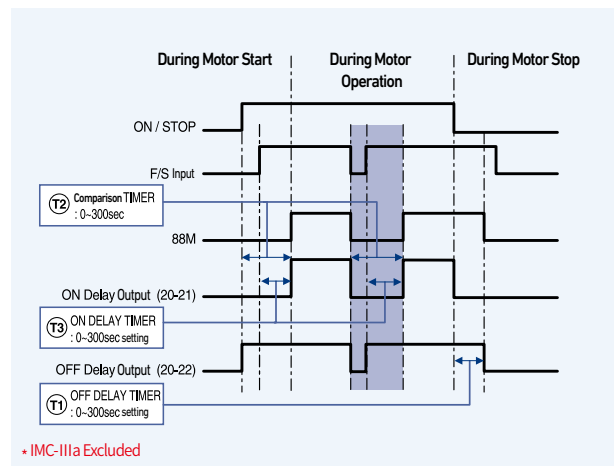 During Motor Start
During Motor
Operation
During Motor Stop
ON / STOP
F/S Input
T2 Comparison TIMER
: 0~300sec
88M
ON Delay Output (20-21)
T3 ON DELAY TIMER
: 0~300sec setting
OFF Delay Output (20-22)
T1 OFF DELAY TIMER
: 0~300sec setting
* IMC-IIIa Excluded